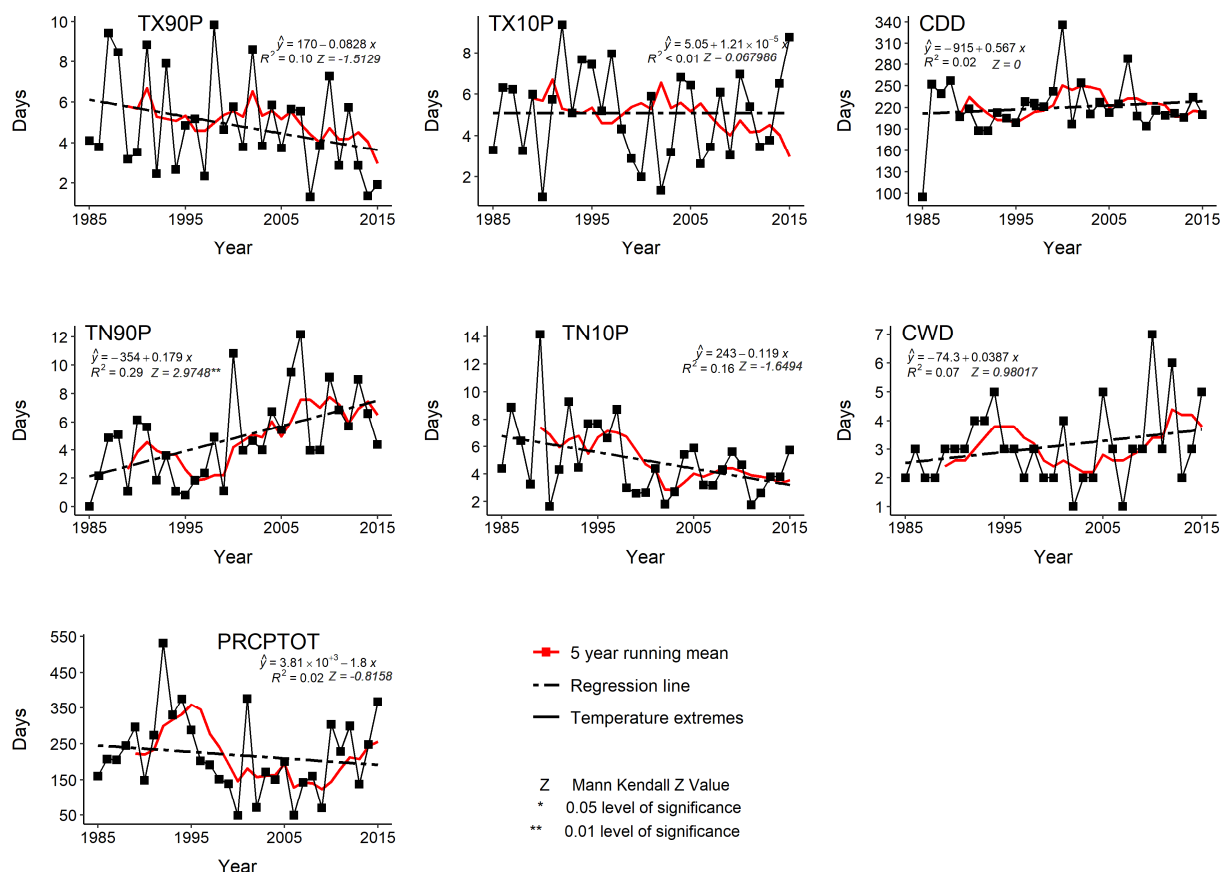 TX90P
ŷ = 170 − 0.0828 x
R² = 0.10 Z = -1.5129
Days
10
8
6
4
2
1985 1995 2005 2015
Year
TX10P
ŷ = 5.05 + 1.21 × 10⁻⁵ x
R² < 0.01 Z − 0.067986
Days
8
6
4
2
1985 1995 2005 2015
Year
CDD
ŷ = −915 + 0.567 x
R² = 0.02 Z = 0
Days
340
310
280
250
220
190
160
130
100
1985 1995 2005 2015
Year
TN90P
ŷ = −354 + 0.179 x
R² = 0.29 Z = 2.9748**
Days
12
10
8
6
4
2
0
1985 1995 2005 2015
Year
TN10P
ŷ = 243 − 0.119 x
R² = 0.16 Z = -1.6494
Days
14
12
10
8
6
4
2
1985 1995 2005 2015
Year
CWD
ŷ = −74.3 + 0.0387 x
R² = 0.07 Z = 0.98017
Days
7
6
5
4
3
2
1
1985 1995 2005 2015
Year
PRCPTOT
ŷ = 3.81 × 10⁺³ − 1.8 x
R² = 0.02 Z = -0.8158
Days
550
450
350
250
150
50
1985 1995 2005 2015
Year
5 year running mean
Regression line
Temperature extremes
Z Mann Kendall Z Value
* 0.05 level of significance
** 0.01 level of significance